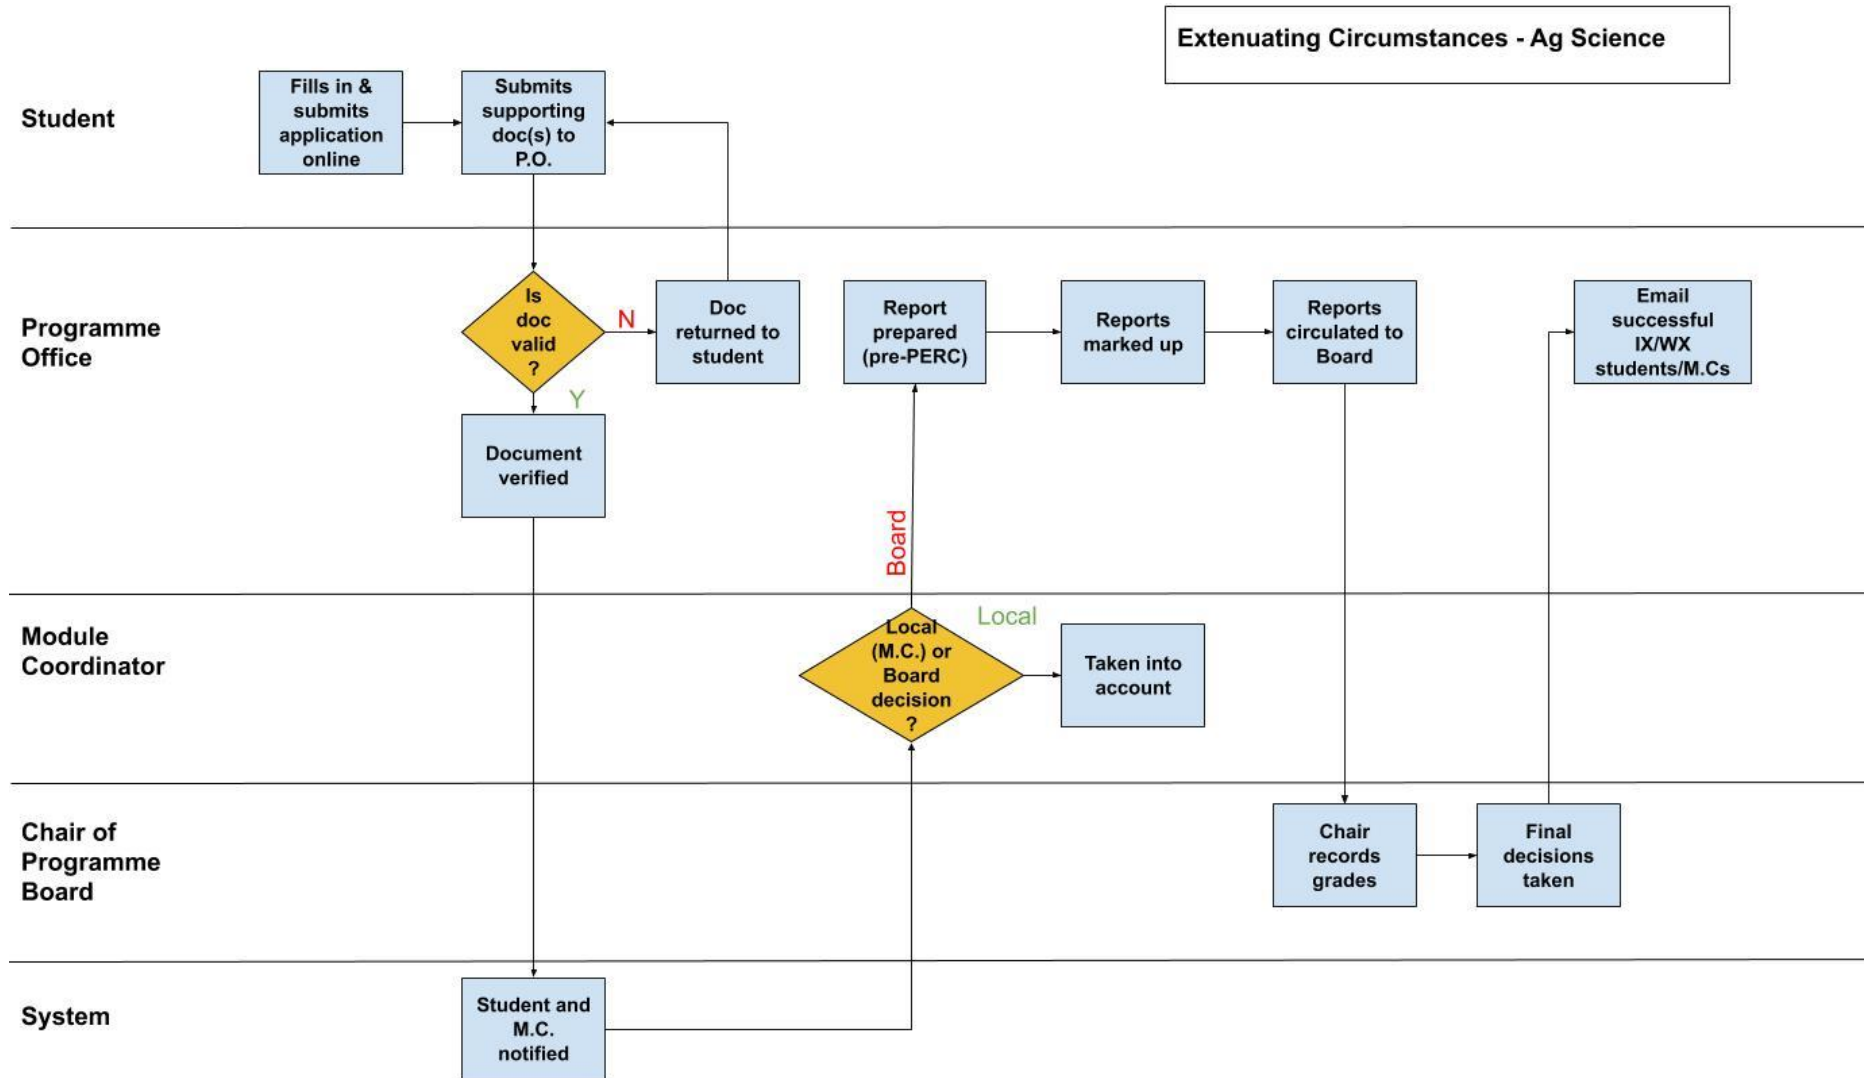 Extenuating Circumstances - Ag Science
Student
Fills in &
submits
application
online
Submits
supporting
doc(s) to
P.O.
Programme
Office
Is
doc
valid
?
N
Y
Doc
returned to
student
Document
verified
Report
prepared
(pre-PERC)
Reports
marked up
Reports
circulated to
Board
Email
successful
IX/WX
students/M.Cs
Board
Module
Coordinator
Local
(M.C.) or
Board
decision
?
Local
Taken into
account
Chair of
Programme
Board
Chair
records
grades
Final
decisions
taken
System
Student and
M.C.
notified